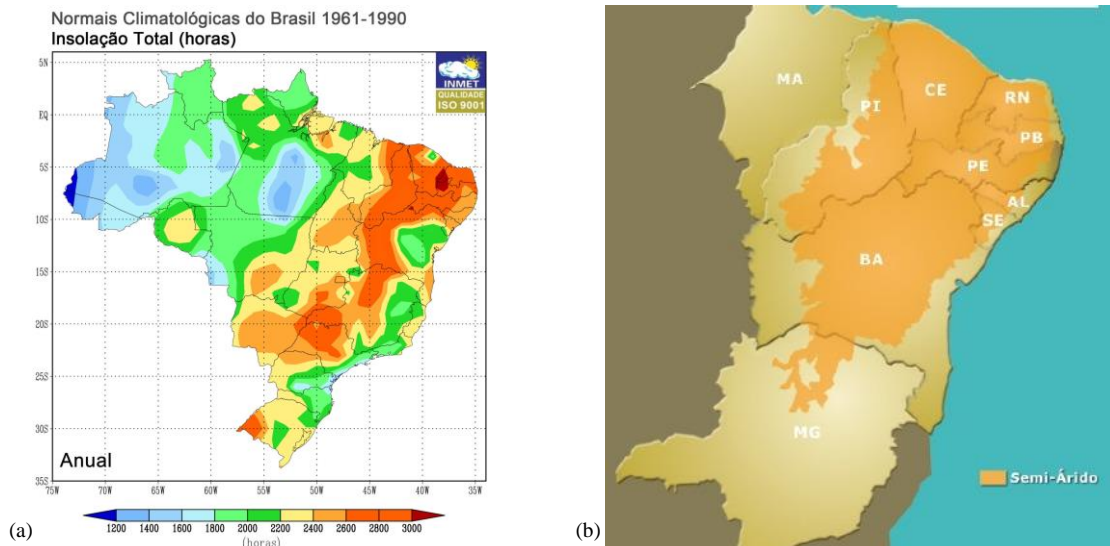 Normais Climatológicas do Brasil 1961-1990
Insolação Total (horas)
INMET
QUALIDADE
ISO 9001
5N
EQ
5S
10S
15S
20S
25S
30S
35S
Anual
75W 70W 65W 60W 55W 50W 45W 40W 35W
1200 1400 1600 1800 2000 2200 2400 2600 2800 3000
(horas)
(a)
MA
PI
CE
RN
PB
PE
AL
SE
BA
MG
Semi-Árido
(b)